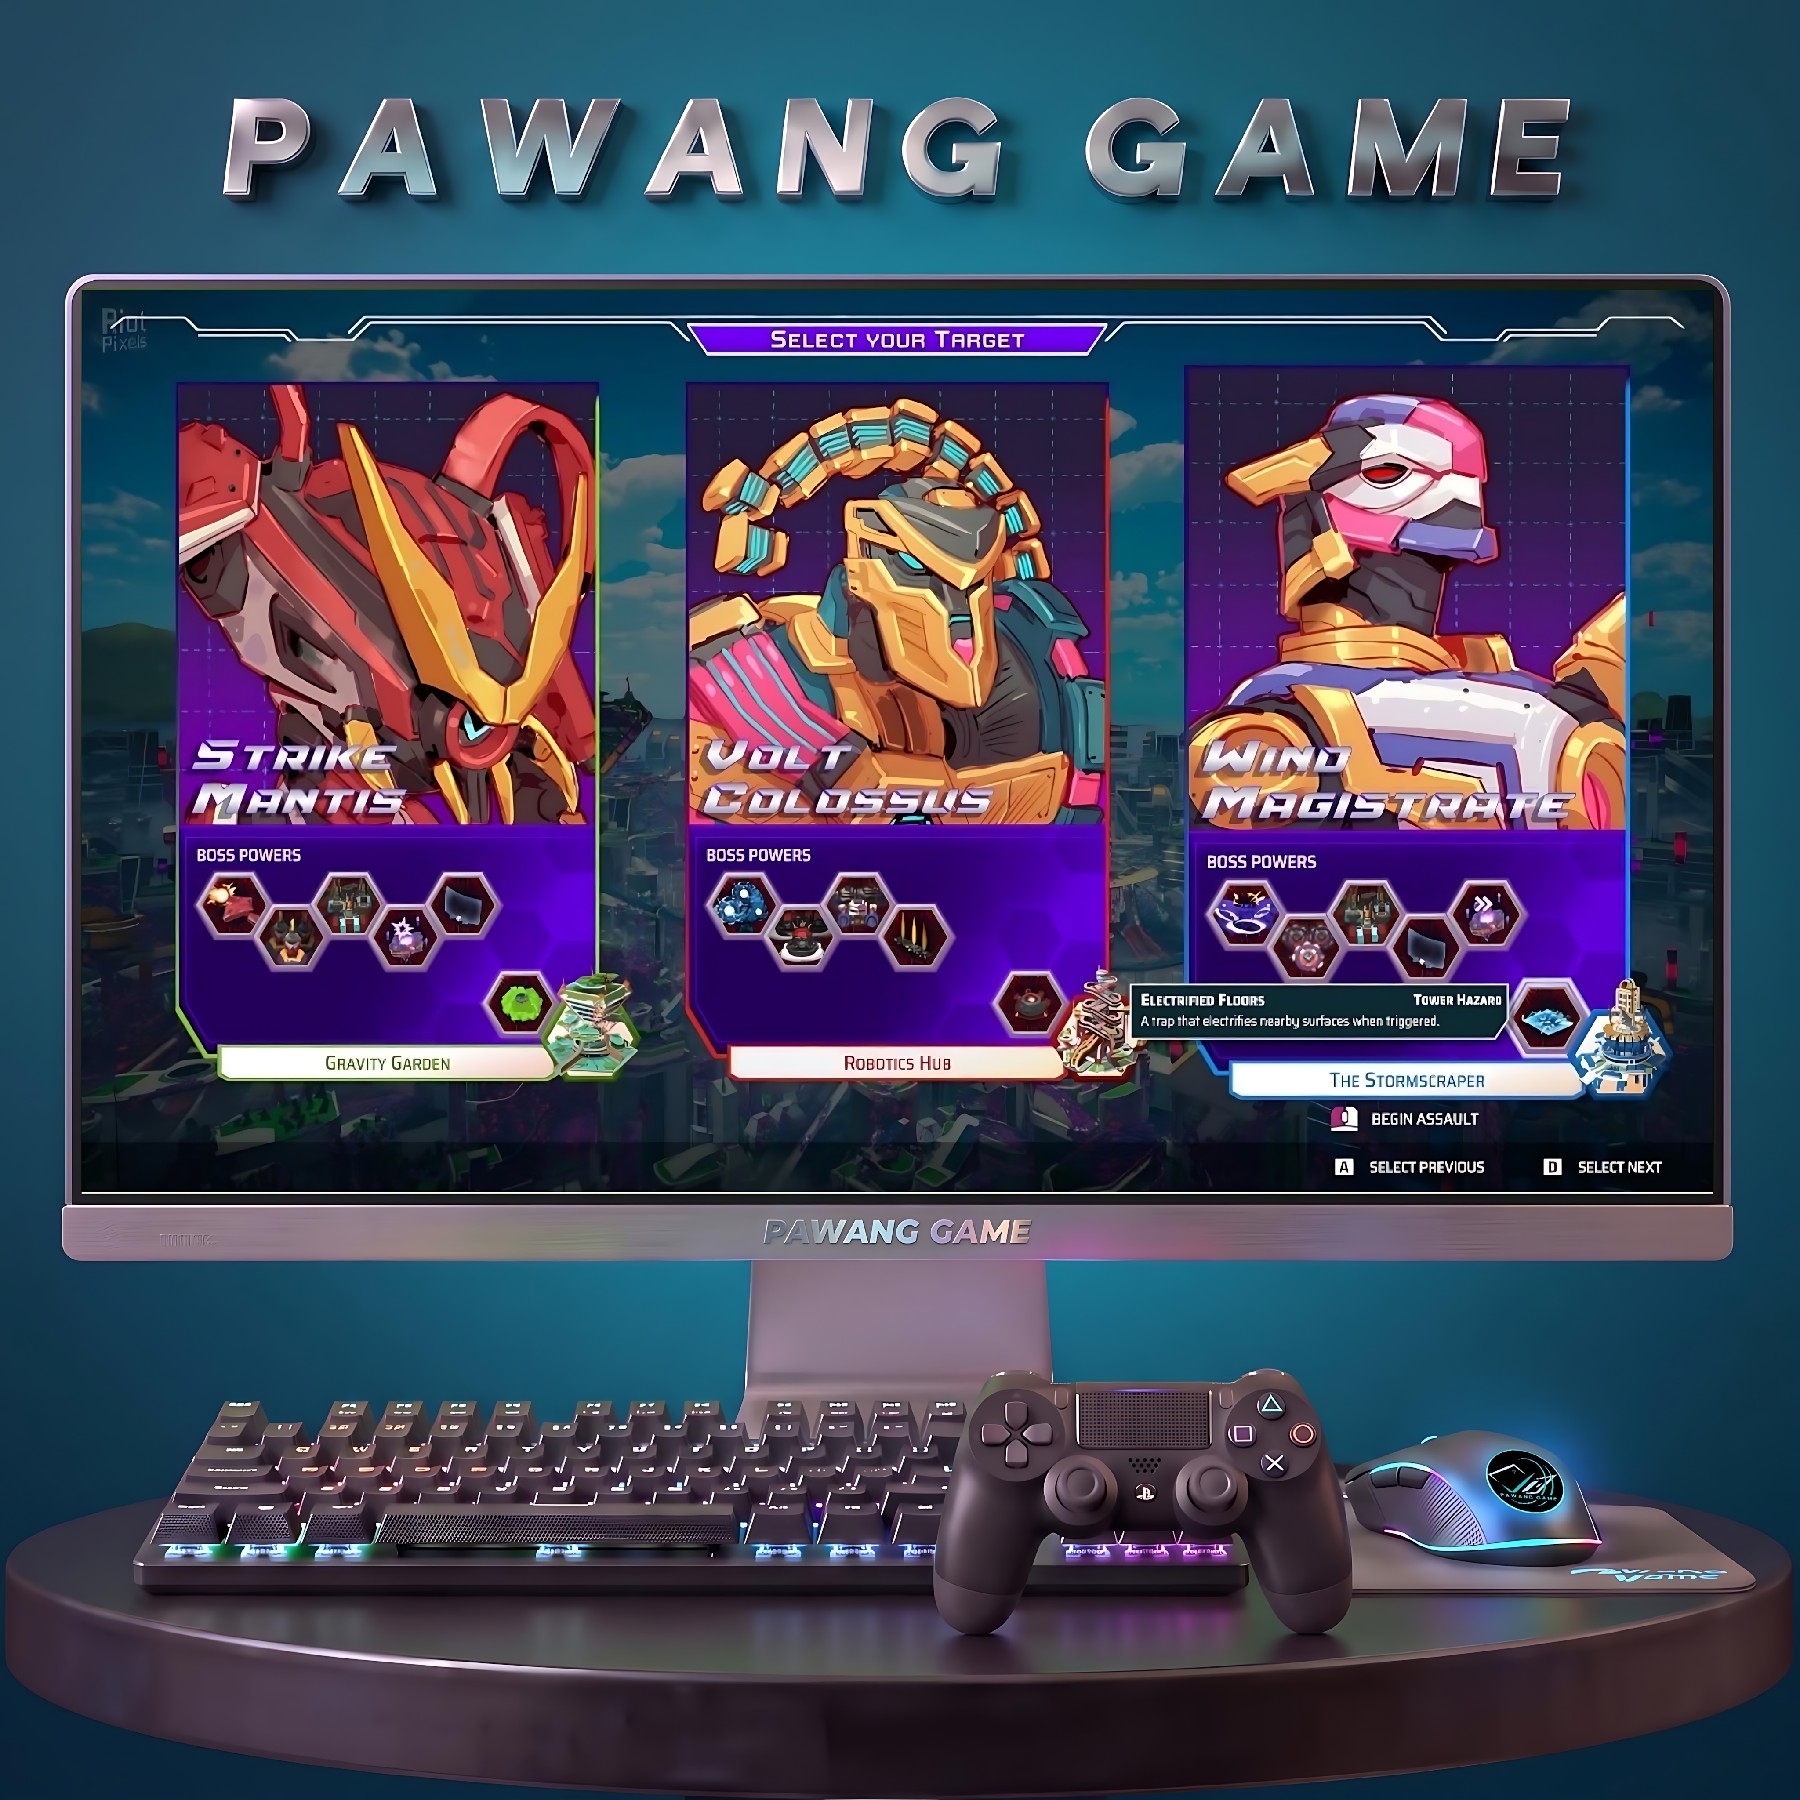 PAWANG GAME
Riot
Pixels
SELECT YOUR TARGET
STRIKE
MANTIS
BOSS POWERS
GRAVITY GARDEN
VOLT
COLOSSUS
BOSS POWERS
ROBOTICS HUB
WIND
MAGISTRATE
BOSS POWERS
ELECTRIFIED FLOORS TOWER HAZARD
A trap that electrifies nearby surfaces when triggered.
THE STORMSCRAPER
BEGIN ASSAULT
A SELECT PREVIOUS D SELECT NEXT
PAWANG GAME
PAWANG GAME